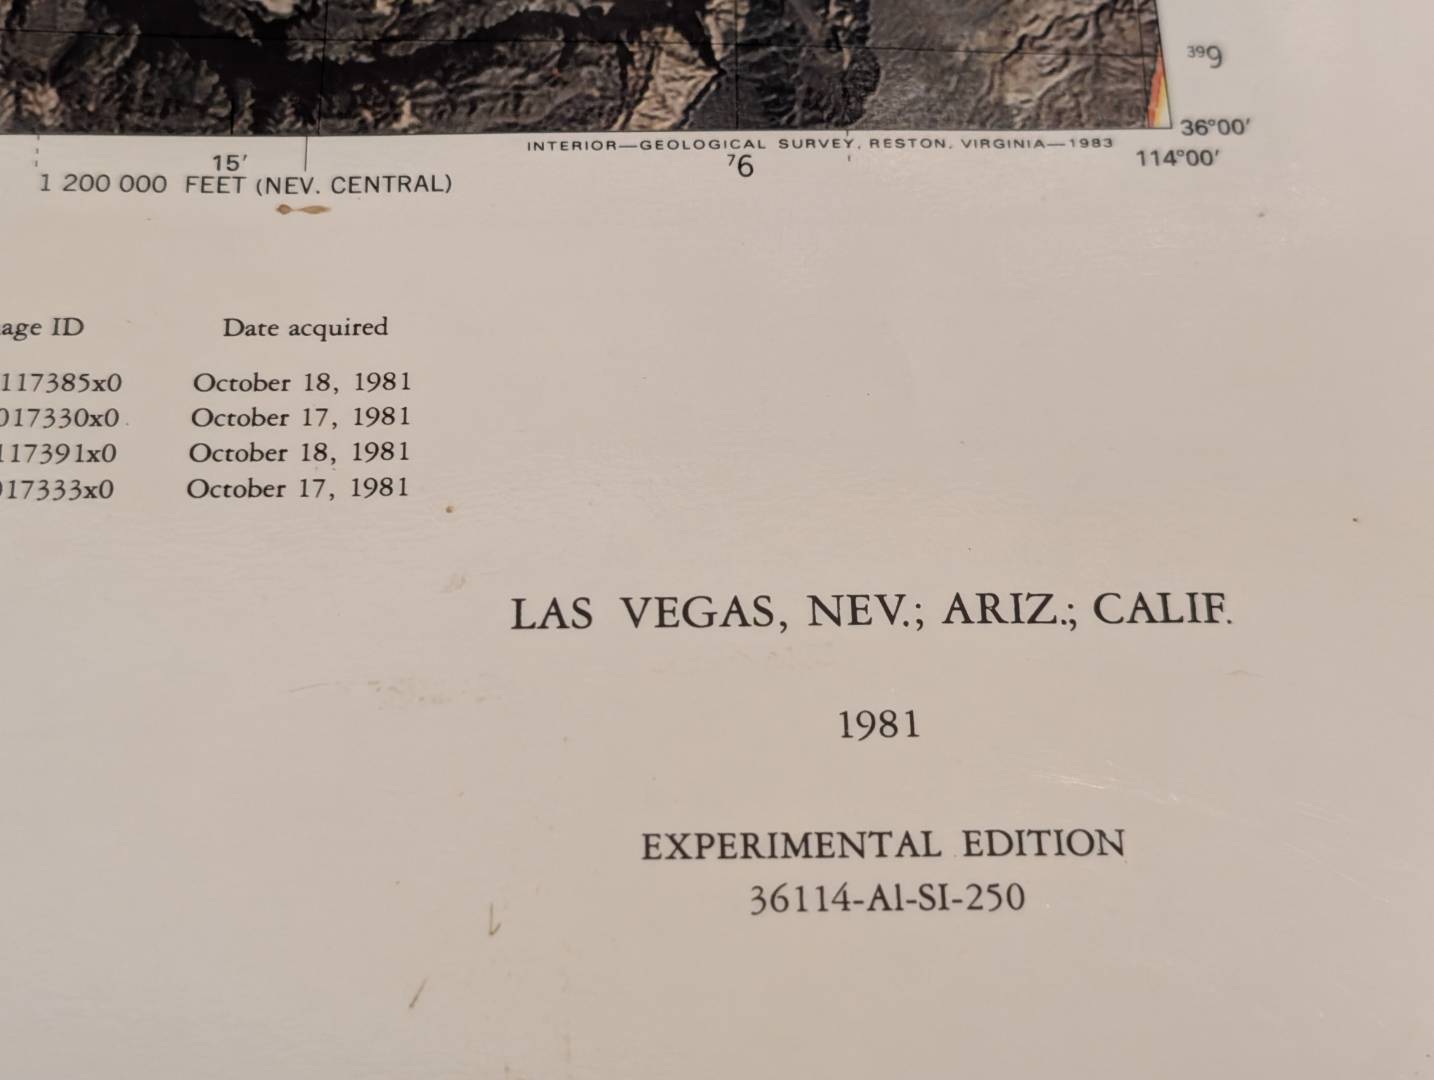 ³⁹9
36°00′
INTERIOR—GEOLOGICAL SURVEY, RESTON, VIRGINIA—1983
15′
⁷6
114°00′
1 200 000 FEET (NEV. CENTRAL)
age ID Date acquired
117385x0 October 18, 1981
017330x0 October 17, 1981
117391x0 October 18, 1981
17333x0 October 17, 1981
LAS VEGAS, NEV.; ARIZ.; CALIF.
1981
EXPERIMENTAL EDITION
36114-A1-SI-250